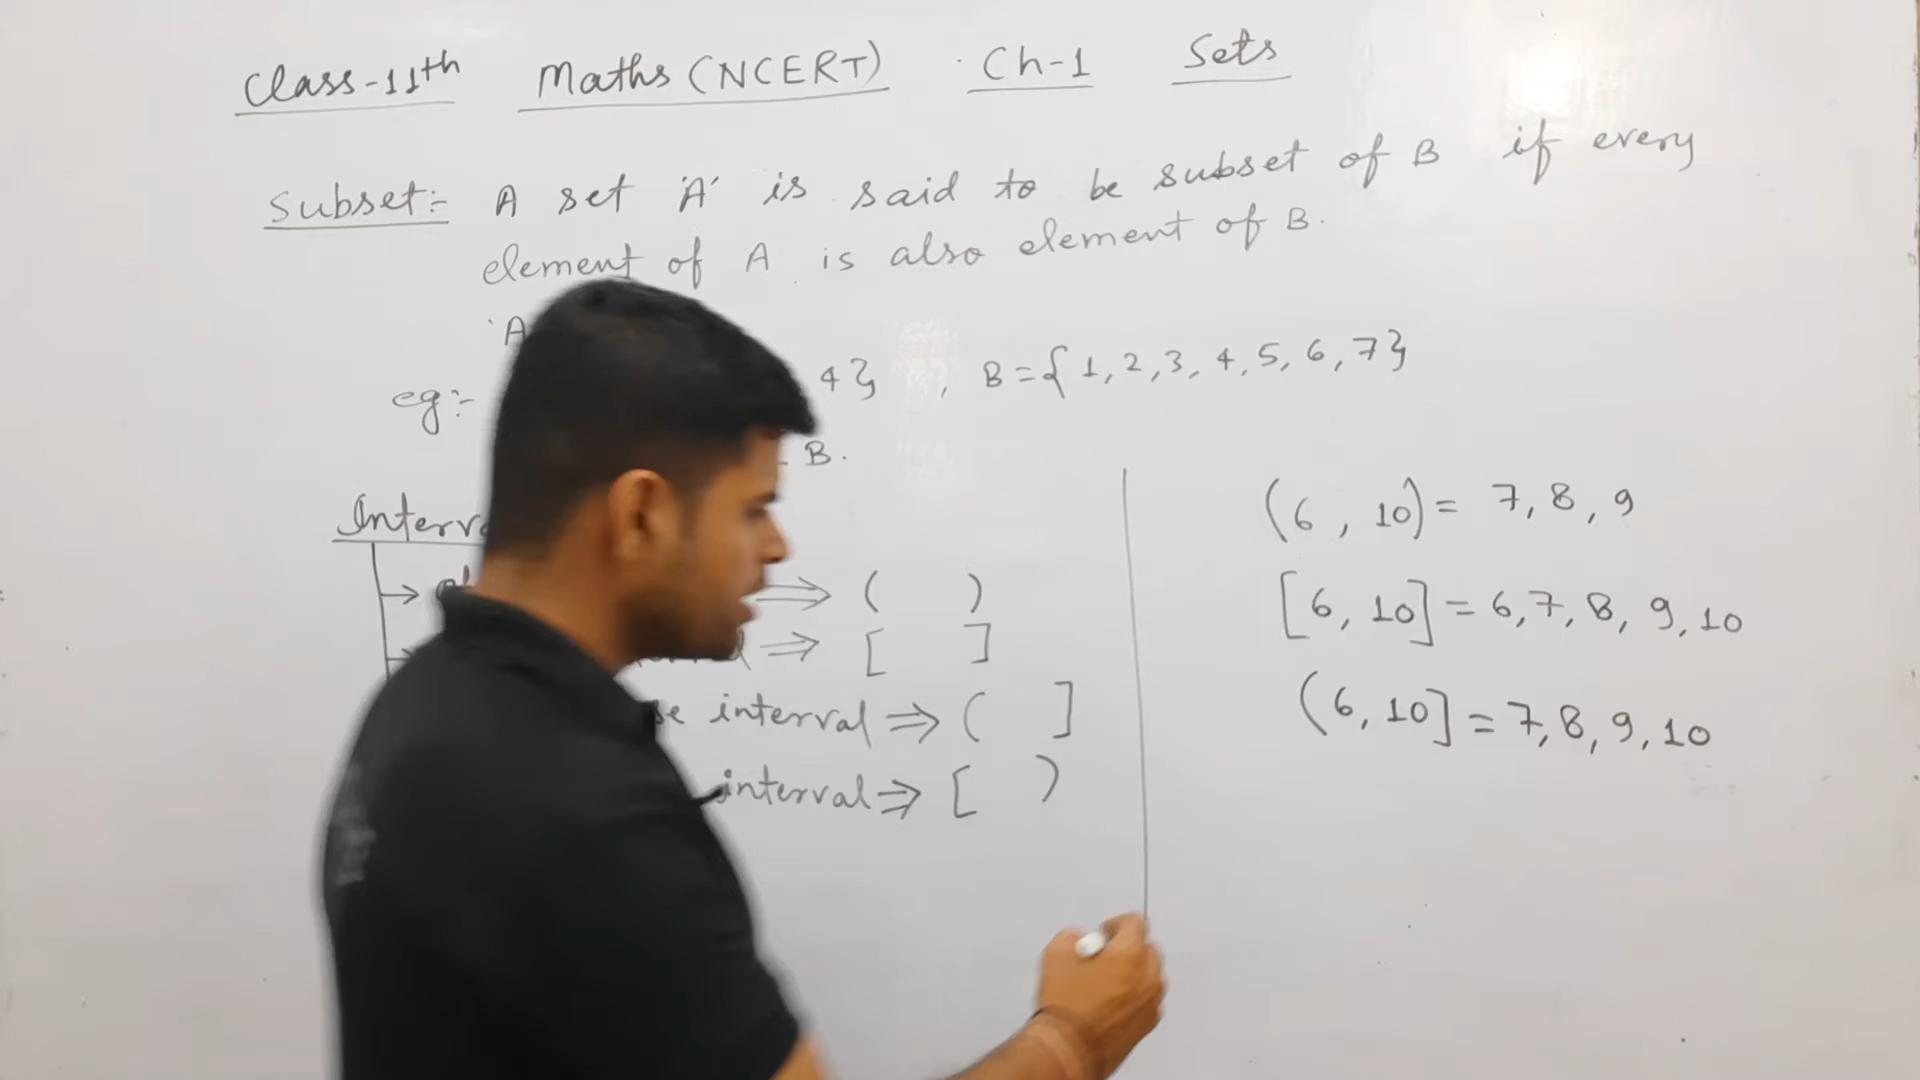 Class-11th Maths (NCERT) Ch-1 Sets
Subset:- A set 'A' is said to be subset of B if every
element of A is also element of B.
'A
eg:- 4} , B={1,2,3,4,5,6,7}
B.
⇒ ( )
⇒ [ ]
interval ⇒ ( ]
interval ⇒ [ )
(6 , 10) = 7, 8, 9
[6, 10] = 6,7, 8, 9, 10
(6, 10] = 7,8, 9, 10